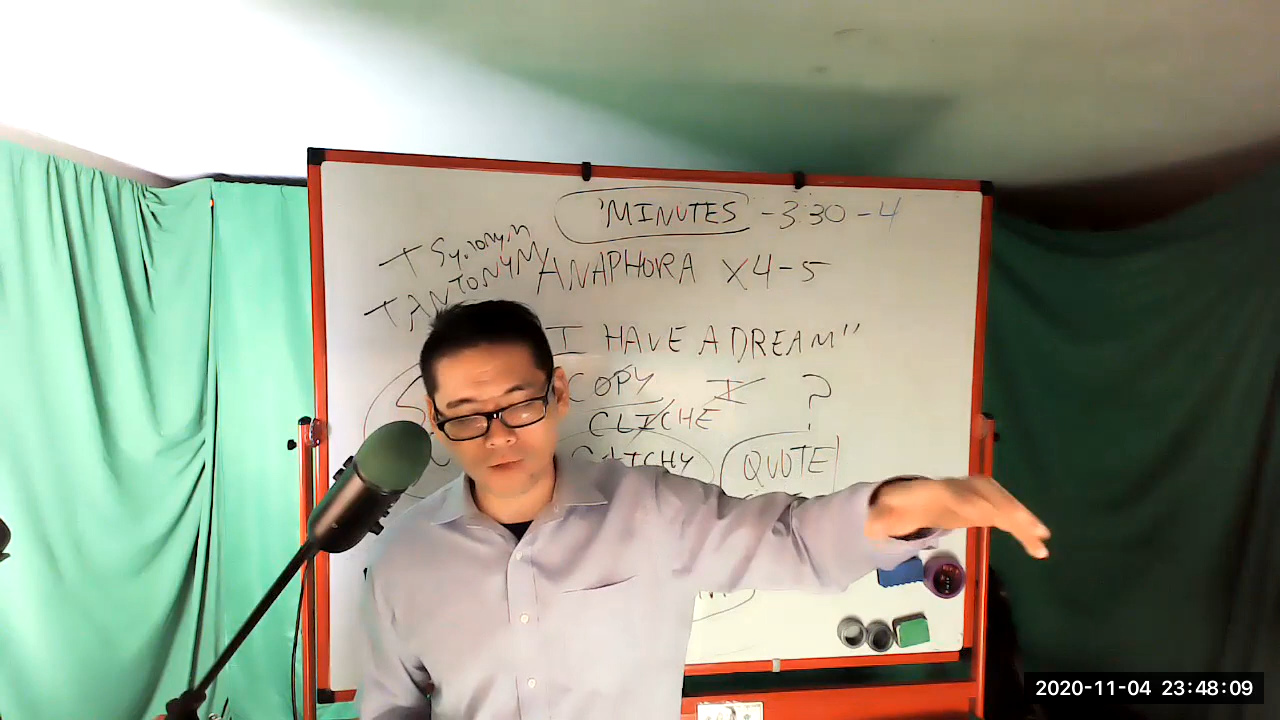 'MINUTES' - 3:30 - 4
+ Synonym
+ ANTONYM
ANAPHORA X4-5
I HAVE A DREAM"
COPY I ?
CLICHE
CATCHY
QUOTE
2020-11-04 23:48:09